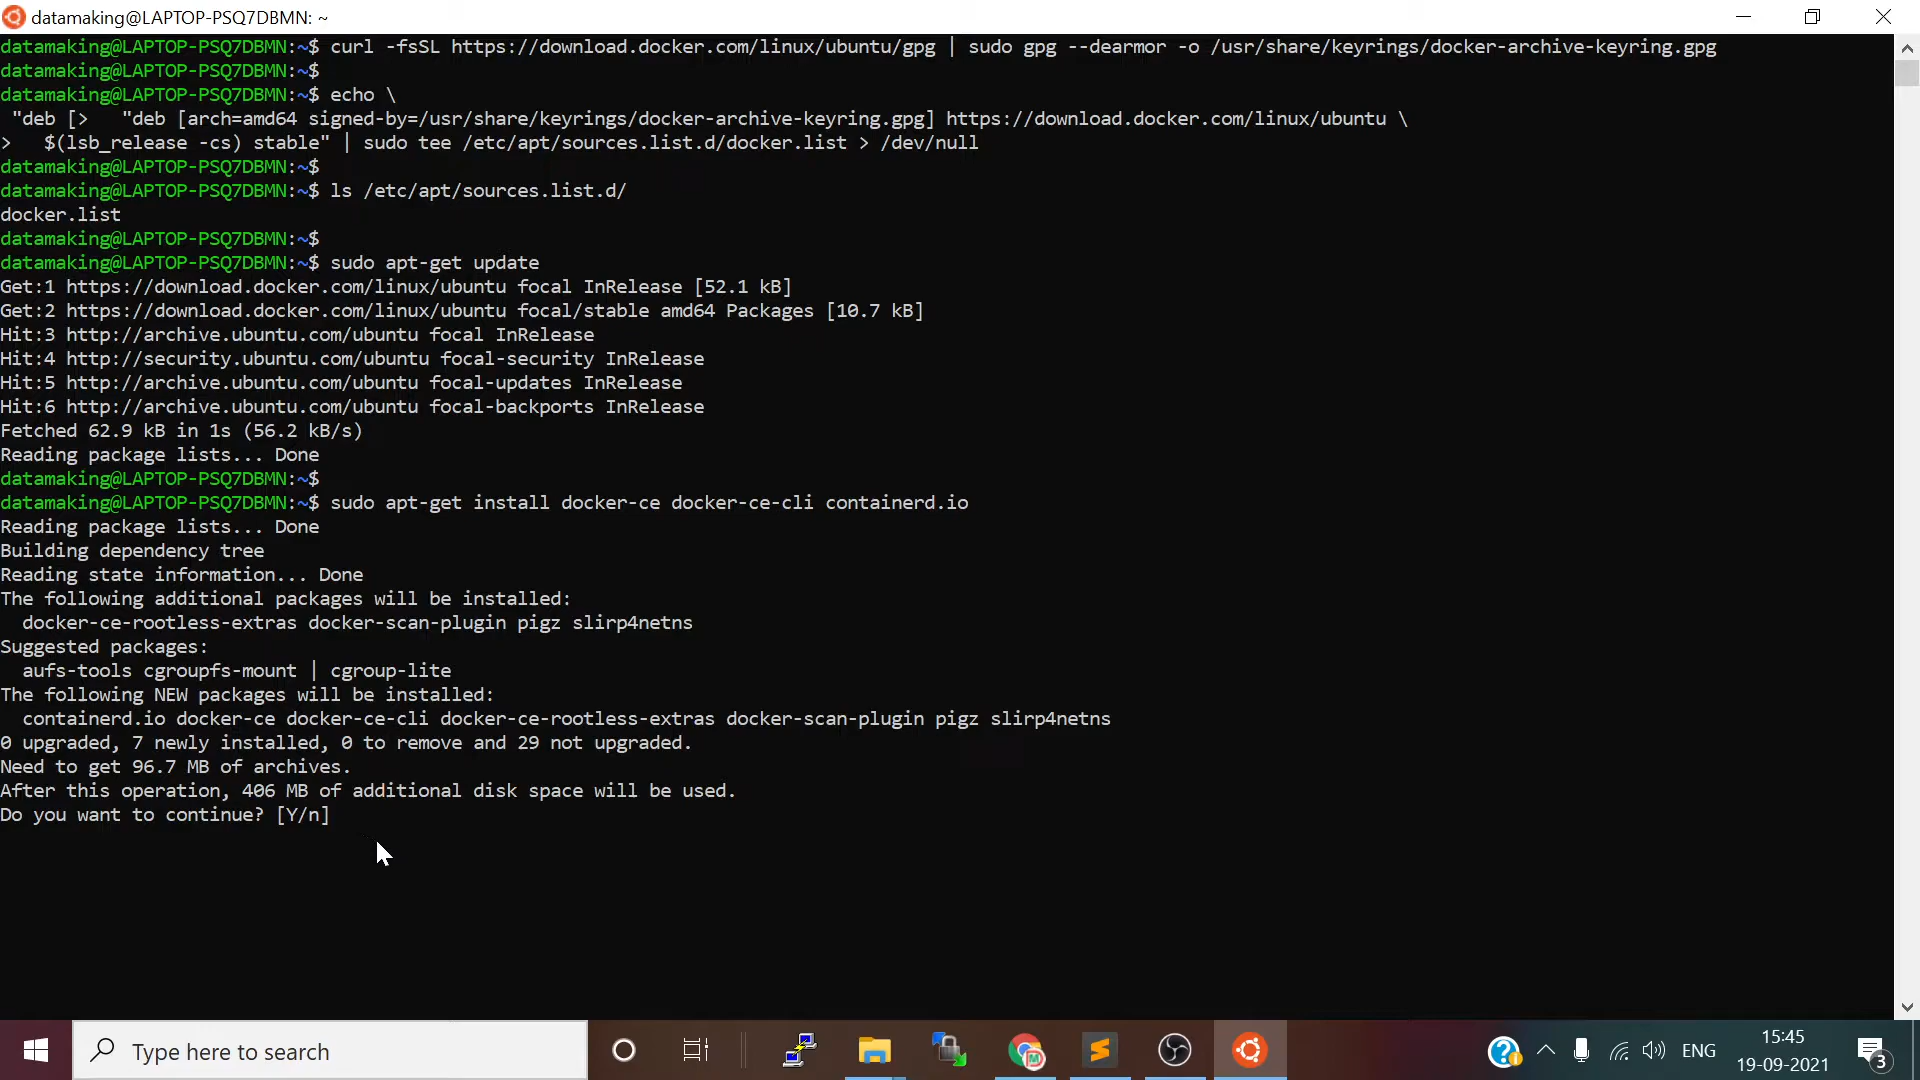 datamaking@LAPTOP-PSQ7DBMN: ~
datamaking@LAPTOP-PSQ7DBMN:~$ curl -fsSL https://download.docker.com/linux/ubuntu/gpg | sudo gpg --dearmor -o /usr/share/keyrings/docker-archive-keyring.gpg
datamaking@LAPTOP-PSQ7DBMN:~$
datamaking@LAPTOP-PSQ7DBMN:~$ echo \
 "deb [>   "deb [arch=amd64 signed-by=/usr/share/keyrings/docker-archive-keyring.gpg] https://download.docker.com/linux/ubuntu \
>   $(lsb_release -cs) stable" | sudo tee /etc/apt/sources.list.d/docker.list > /dev/null
datamaking@LAPTOP-PSQ7DBMN:~$
datamaking@LAPTOP-PSQ7DBMN:~$ ls /etc/apt/sources.list.d/
docker.list
datamaking@LAPTOP-PSQ7DBMN:~$
datamaking@LAPTOP-PSQ7DBMN:~$ sudo apt-get update
Get:1 https://download.docker.com/linux/ubuntu focal InRelease [52.1 kB]
Get:2 https://download.docker.com/linux/ubuntu focal/stable amd64 Packages [10.7 kB]
Hit:3 http://archive.ubuntu.com/ubuntu focal InRelease
Hit:4 http://security.ubuntu.com/ubuntu focal-security InRelease
Hit:5 http://archive.ubuntu.com/ubuntu focal-updates InRelease
Hit:6 http://archive.ubuntu.com/ubuntu focal-backports InRelease
Fetched 62.9 kB in 1s (56.2 kB/s)
Reading package lists... Done
datamaking@LAPTOP-PSQ7DBMN:~$
datamaking@LAPTOP-PSQ7DBMN:~$ sudo apt-get install docker-ce docker-ce-cli containerd.io
Reading package lists... Done
Building dependency tree
Reading state information... Done
The following additional packages will be installed:
  docker-ce-rootless-extras docker-scan-plugin pigz slirp4netns
Suggested packages:
  aufs-tools cgroupfs-mount | cgroup-lite
The following NEW packages will be installed:
  containerd.io docker-ce docker-ce-cli docker-ce-rootless-extras docker-scan-plugin pigz slirp4netns
0 upgraded, 7 newly installed, 0 to remove and 29 not upgraded.
Need to get 96.7 MB of archives.
After this operation, 406 MB of additional disk space will be used.
Do you want to continue? [Y/n]
Type here to search
ENG
15:45
19-09-2021
3